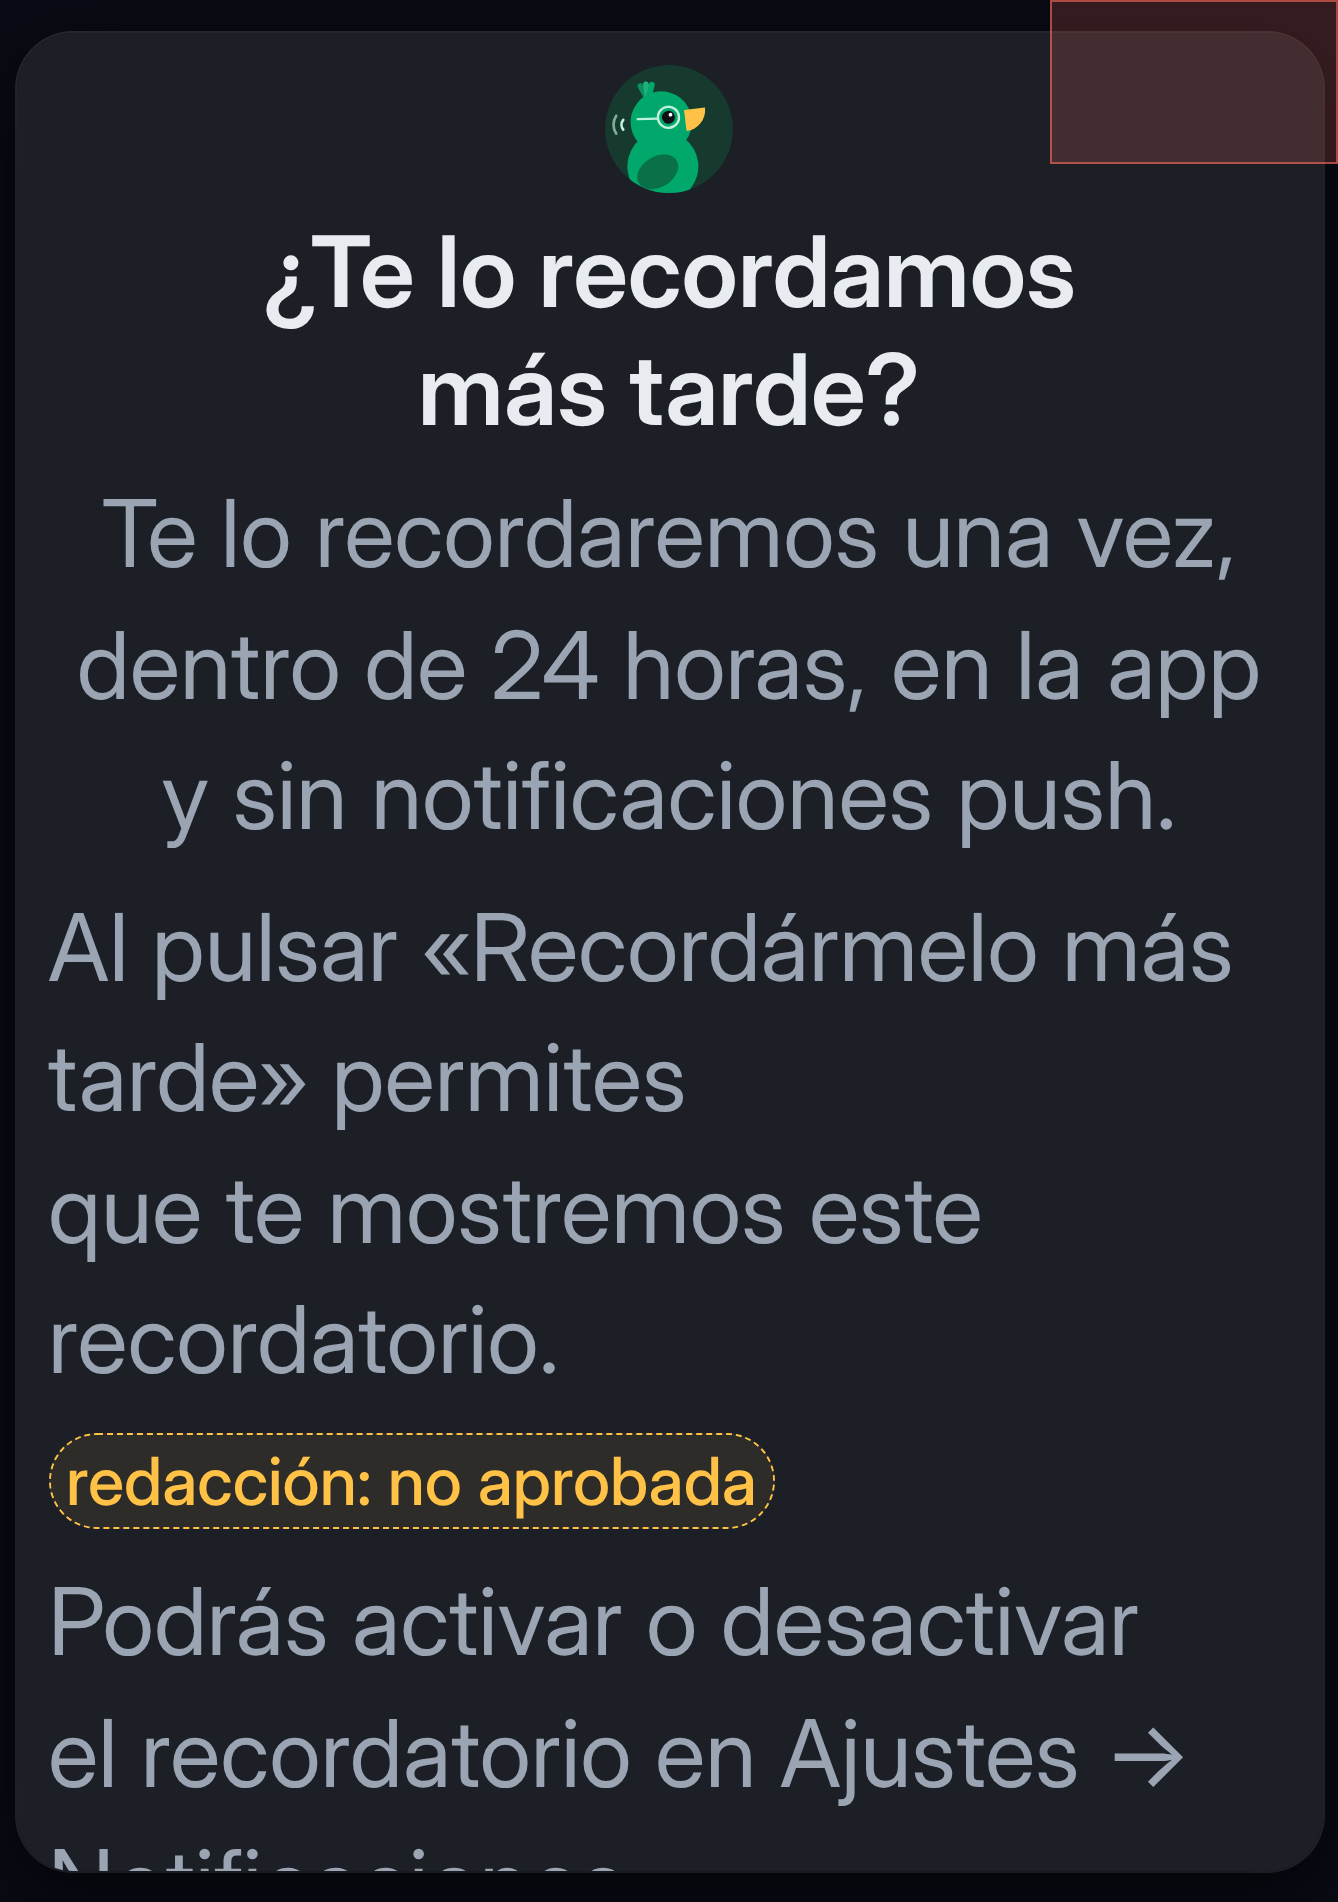 ¿Te lo recordamos
más tarde?
Te lo recordaremos una vez,
dentro de 24 horas, en la app
y sin notificaciones push.
Al pulsar «Recordármelo más
tarde» permites
que te mostremos este
recordatorio.
redacción: no aprobada
Podrás activar o desactivar
el recordatorio en Ajustes →